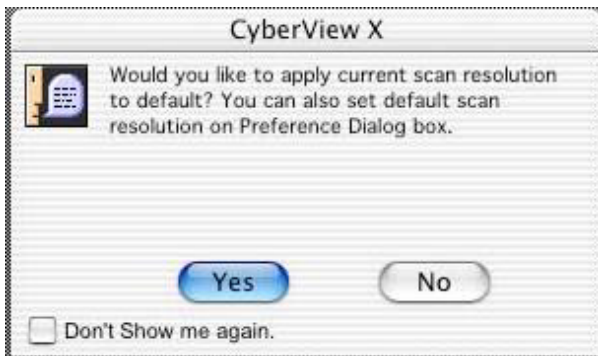 CyberView X
Would you like to apply current scan resolution
to default? You can also set default scan
resolution on Preference Dialog box.
Yes
No
Don't Show me again.